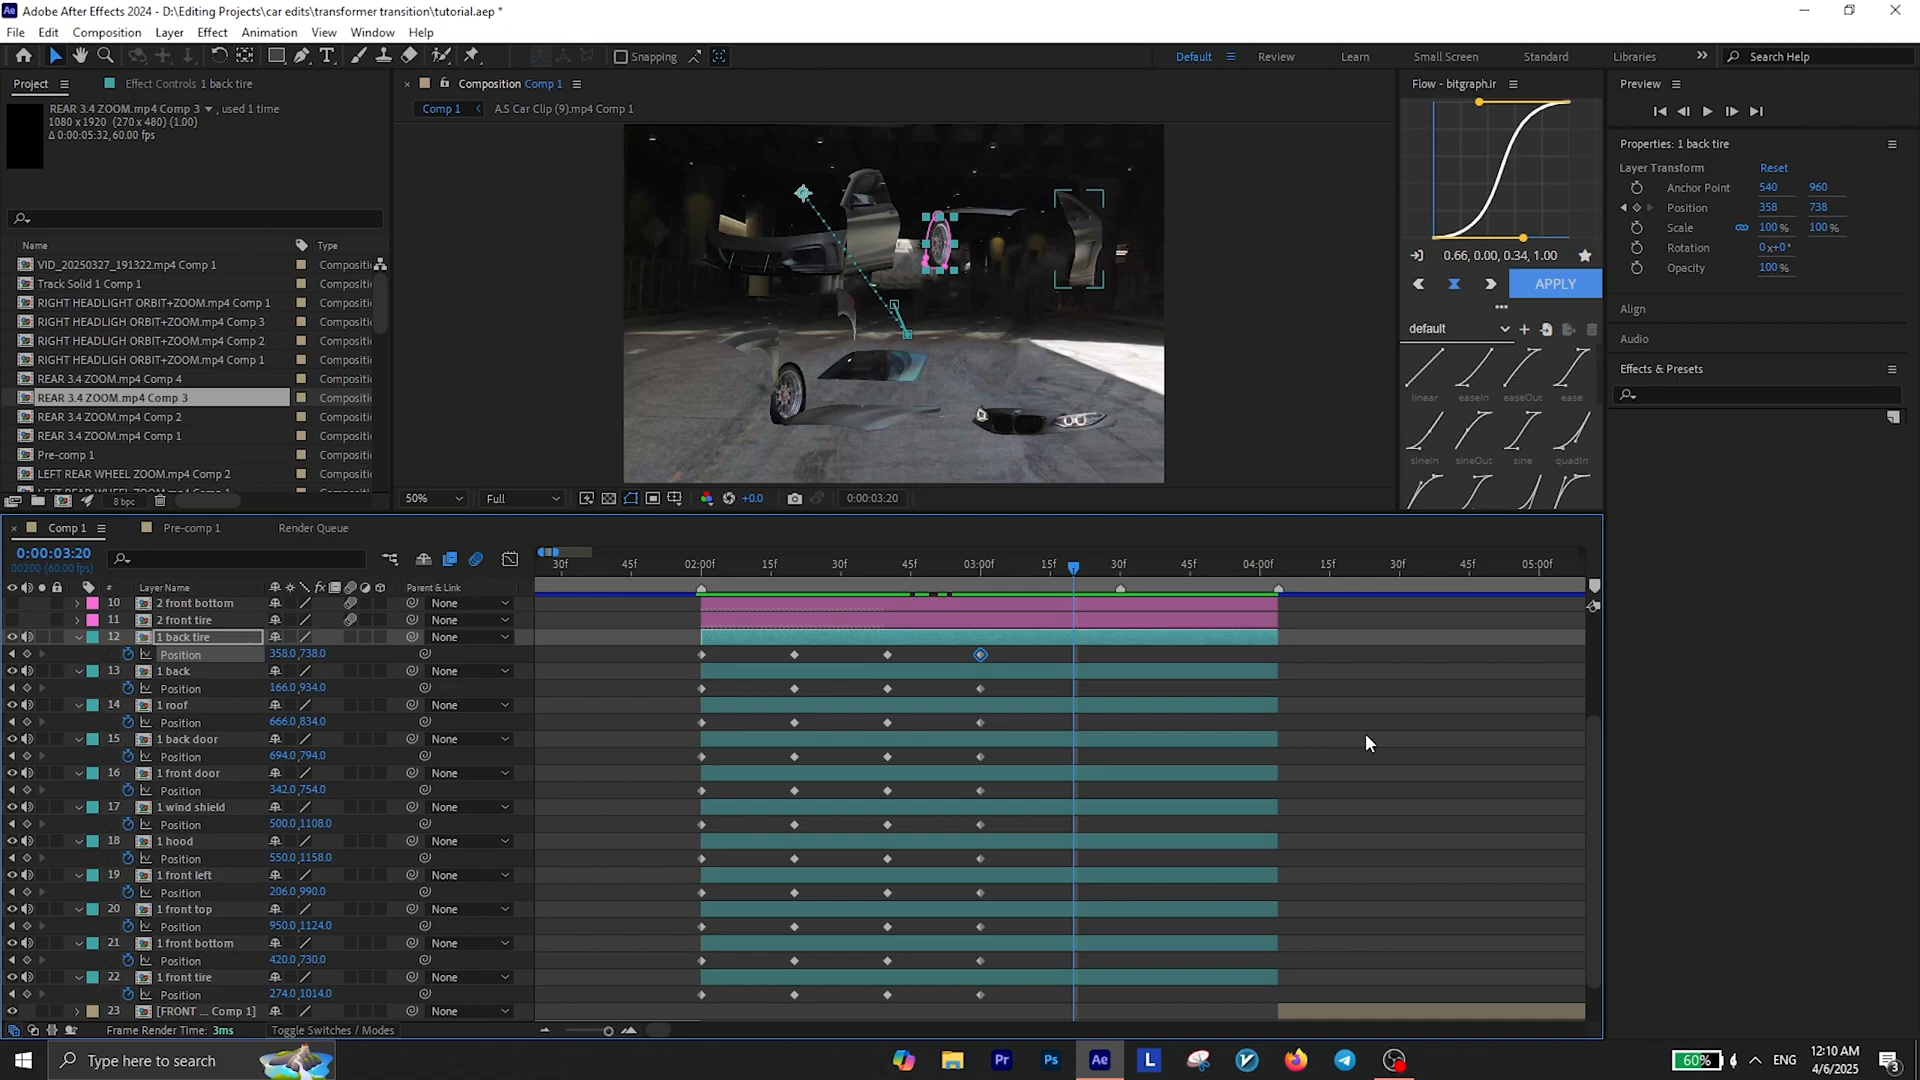 Adobe After Effects 2024 - D:\Editing Projects\car edits\transformer transition\tutorial.aep *
File Edit Composition Layer Effect Animation View Window Help
Snapping
Default Review Learn Small Screen Standard Libraries Search Help
Project Effect Controls 1 back tire
REAR 3.4 ZOOM.mp4 Comp 3 , used 1 time
1080 x 1920 (270 x 480) (1.00)
Δ 0:00:05:32, 60.00 fps
Name Type
VID_20250327_191322.mp4 Comp 1 Compositi
Track Solid 1 Comp 1 Compositi
RIGHT HEADLIGHT ORBIT+ZOOM.mp4 Comp 1 Compositi
RIGHT HEADLIGH ORBIT+ZOOM.mp4 Comp 3 Compositi
RIGHT HEADLIGH ORBIT+ZOOM.mp4 Comp 2 Compositi
RIGHT HEADLIGH ORBIT+ZOOM.mp4 Comp 1 Compositi
REAR 3.4 ZOOM.mp4 Comp 4 Compositi
REAR 3.4 ZOOM.mp4 Comp 3 Compositi
REAR 3.4 ZOOM.mp4 Comp 2 Compositi
REAR 3.4 ZOOM.mp4 Comp 1 Compositi
Pre-comp 1 Compositi
LEFT REAR WHEEL ZOOM.mp4 Comp 2 Compositi
8 bpc
Composition Comp 1
Comp 1 A.S Car Clip (9).mp4 Comp 1
50% Full +0.0 0:00:03:20
Flow - bitgraph.ir
0.66, 0.00, 0.34, 1.00
APPLY
default
linear easeIn easeOut ease
sineIn sineOut sine quadIn
Preview
Properties: 1 back tire
Layer Transform Reset
Anchor Point 540 960
Position 358 738
Scale 100 % 100 %
Rotation 0x+0°
Opacity 100 %
Align
Audio
Effects & Presets
Comp 1 Pre-comp 1 Render Queue
0:00:03:20
00200 (60.00 fps)
30f 45f 02:00f 15f 30f 45f 03:00f 15f 30f 45f 04:00f 15f 30f 45f 05:00f
# Layer Name fx Parent & Link
10 2 front bottom None
11 2 front tire None
12 1 back tire None
Position 358.0,738.0
13 1 back None
Position 166.0,934.0
14 1 roof None
Position 666.0,834.0
15 1 back door None
Position 694.0,794.0
16 1 front door None
Position 342.0,754.0
17 1 wind shield None
Position 500.0,1108.0
18 1 hood None
Position 550.0,1158.0
19 1 front left None
Position 206.0,990.0
20 1 front top None
Position 950.0,1124.0
21 1 front bottom None
Position 420.0,730.0
22 1 front tire None
Position 274.0,1014.0
23 [FRONT ... Comp 1] None
Frame Render Time: 3ms Toggle Switches / Modes
Type here to search
Pr Ps Ae L
60% ENG 12:10 AM
4/6/2025
3